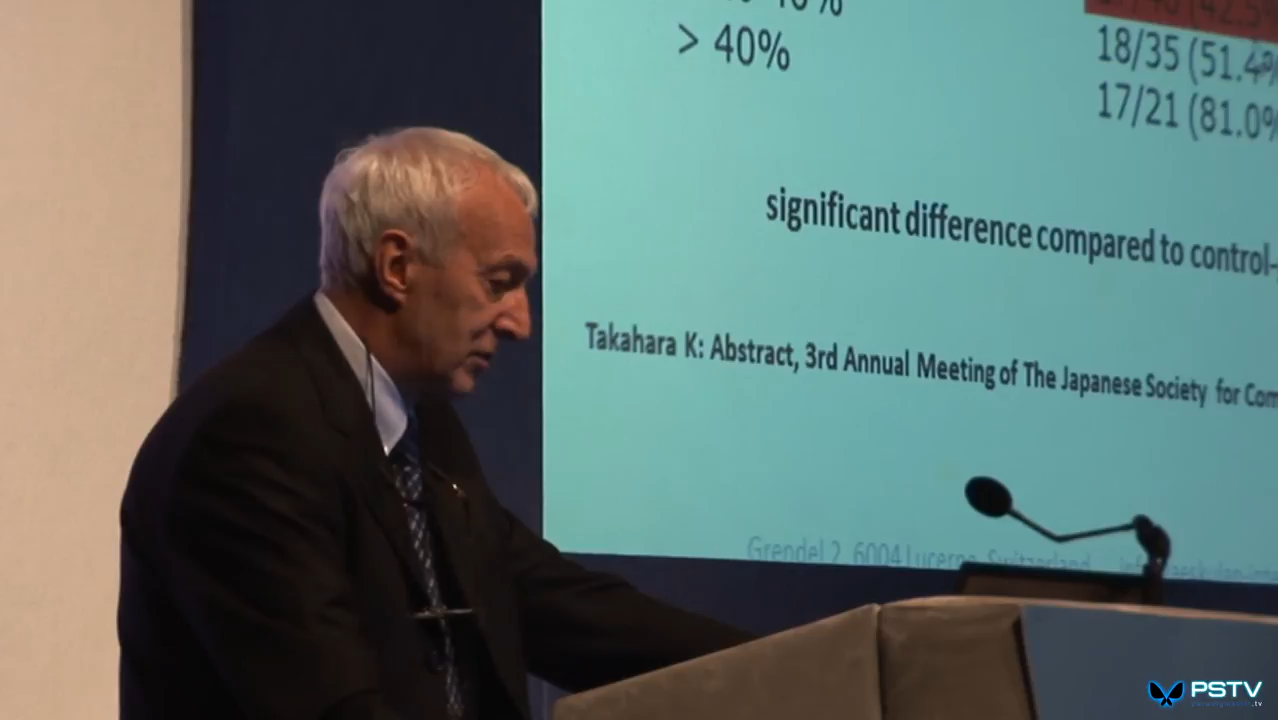 > 40%
18/35 (51.4%
17/21 (81.0%
significant difference compared to control-
Takahara K: Abstract, 3rd Annual Meeting of The Japanese Society for Com
Grendel 2, 6004 Lucerne, Switzerland
PSTV
.tv